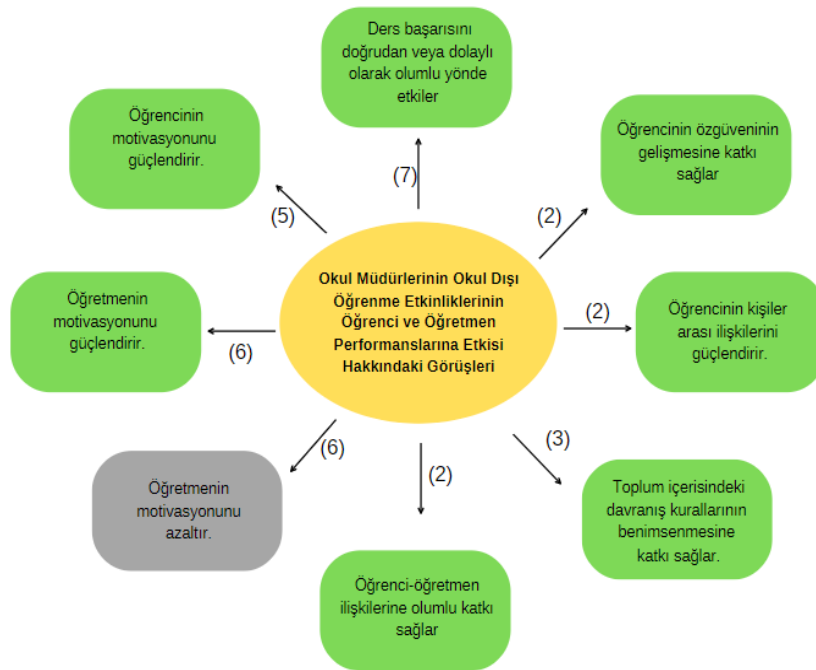 Ders başarısını
doğrudan veya dolaylı
olarak olumlu yönde
etkiler
Öğrencinin
motivasyonunu
güçlendirir.
Öğrencinin özgüveninin
gelişmesine katkı
sağlar
(7)
(5)
(2)
Okul Müdürlerinin Okul Dışı
Öğrenme Etkinliklerinin
Öğrenci ve Öğretmen
Performanslarına Etkisi
Hakkındaki Görüşleri
Öğretmenin
motivasyonunu
güçlendirir.
(6)
(2)
Öğrencinin kişiler
arası ilişkilerini
güçlendirir.
(6)
(2)
(3)
Öğretmenin
motivasyonunu
azaltır.
Toplum içerisindeki
davranış kurallarının
benimsenmesine
katkı sağlar.
Öğrenci-öğretmen
ilişkilerine olumlu katkı
sağlar